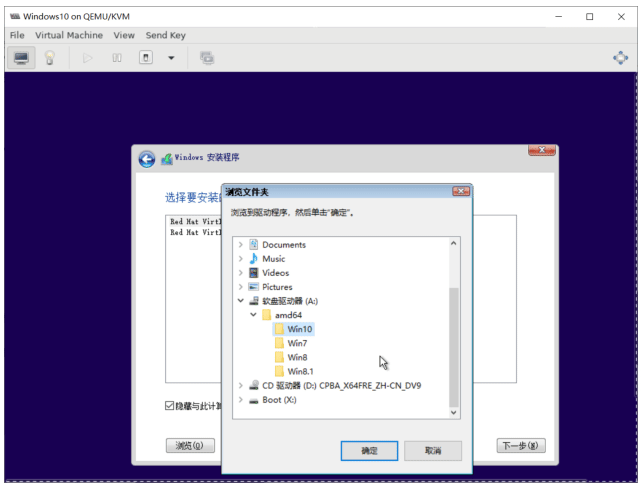 Windows10 on QEMU/KVM
File Virtual Machine View Send Key
Windows 安装程序
选择要安装
浏览文件夹
浏览到驱动程序，然后单击"确定"。
Red Hat
Red Hat
Documents
Music
Videos
Pictures
软盘驱动器 (A:)
amd64
Win10
Win7
Win8
Win8.1
CD 驱动器 (D:) CPBA_X64FRE_ZH-CN_DV9
Boot (X:)
隐藏与此计
浏览(O)
确定
取消
下一步(N)